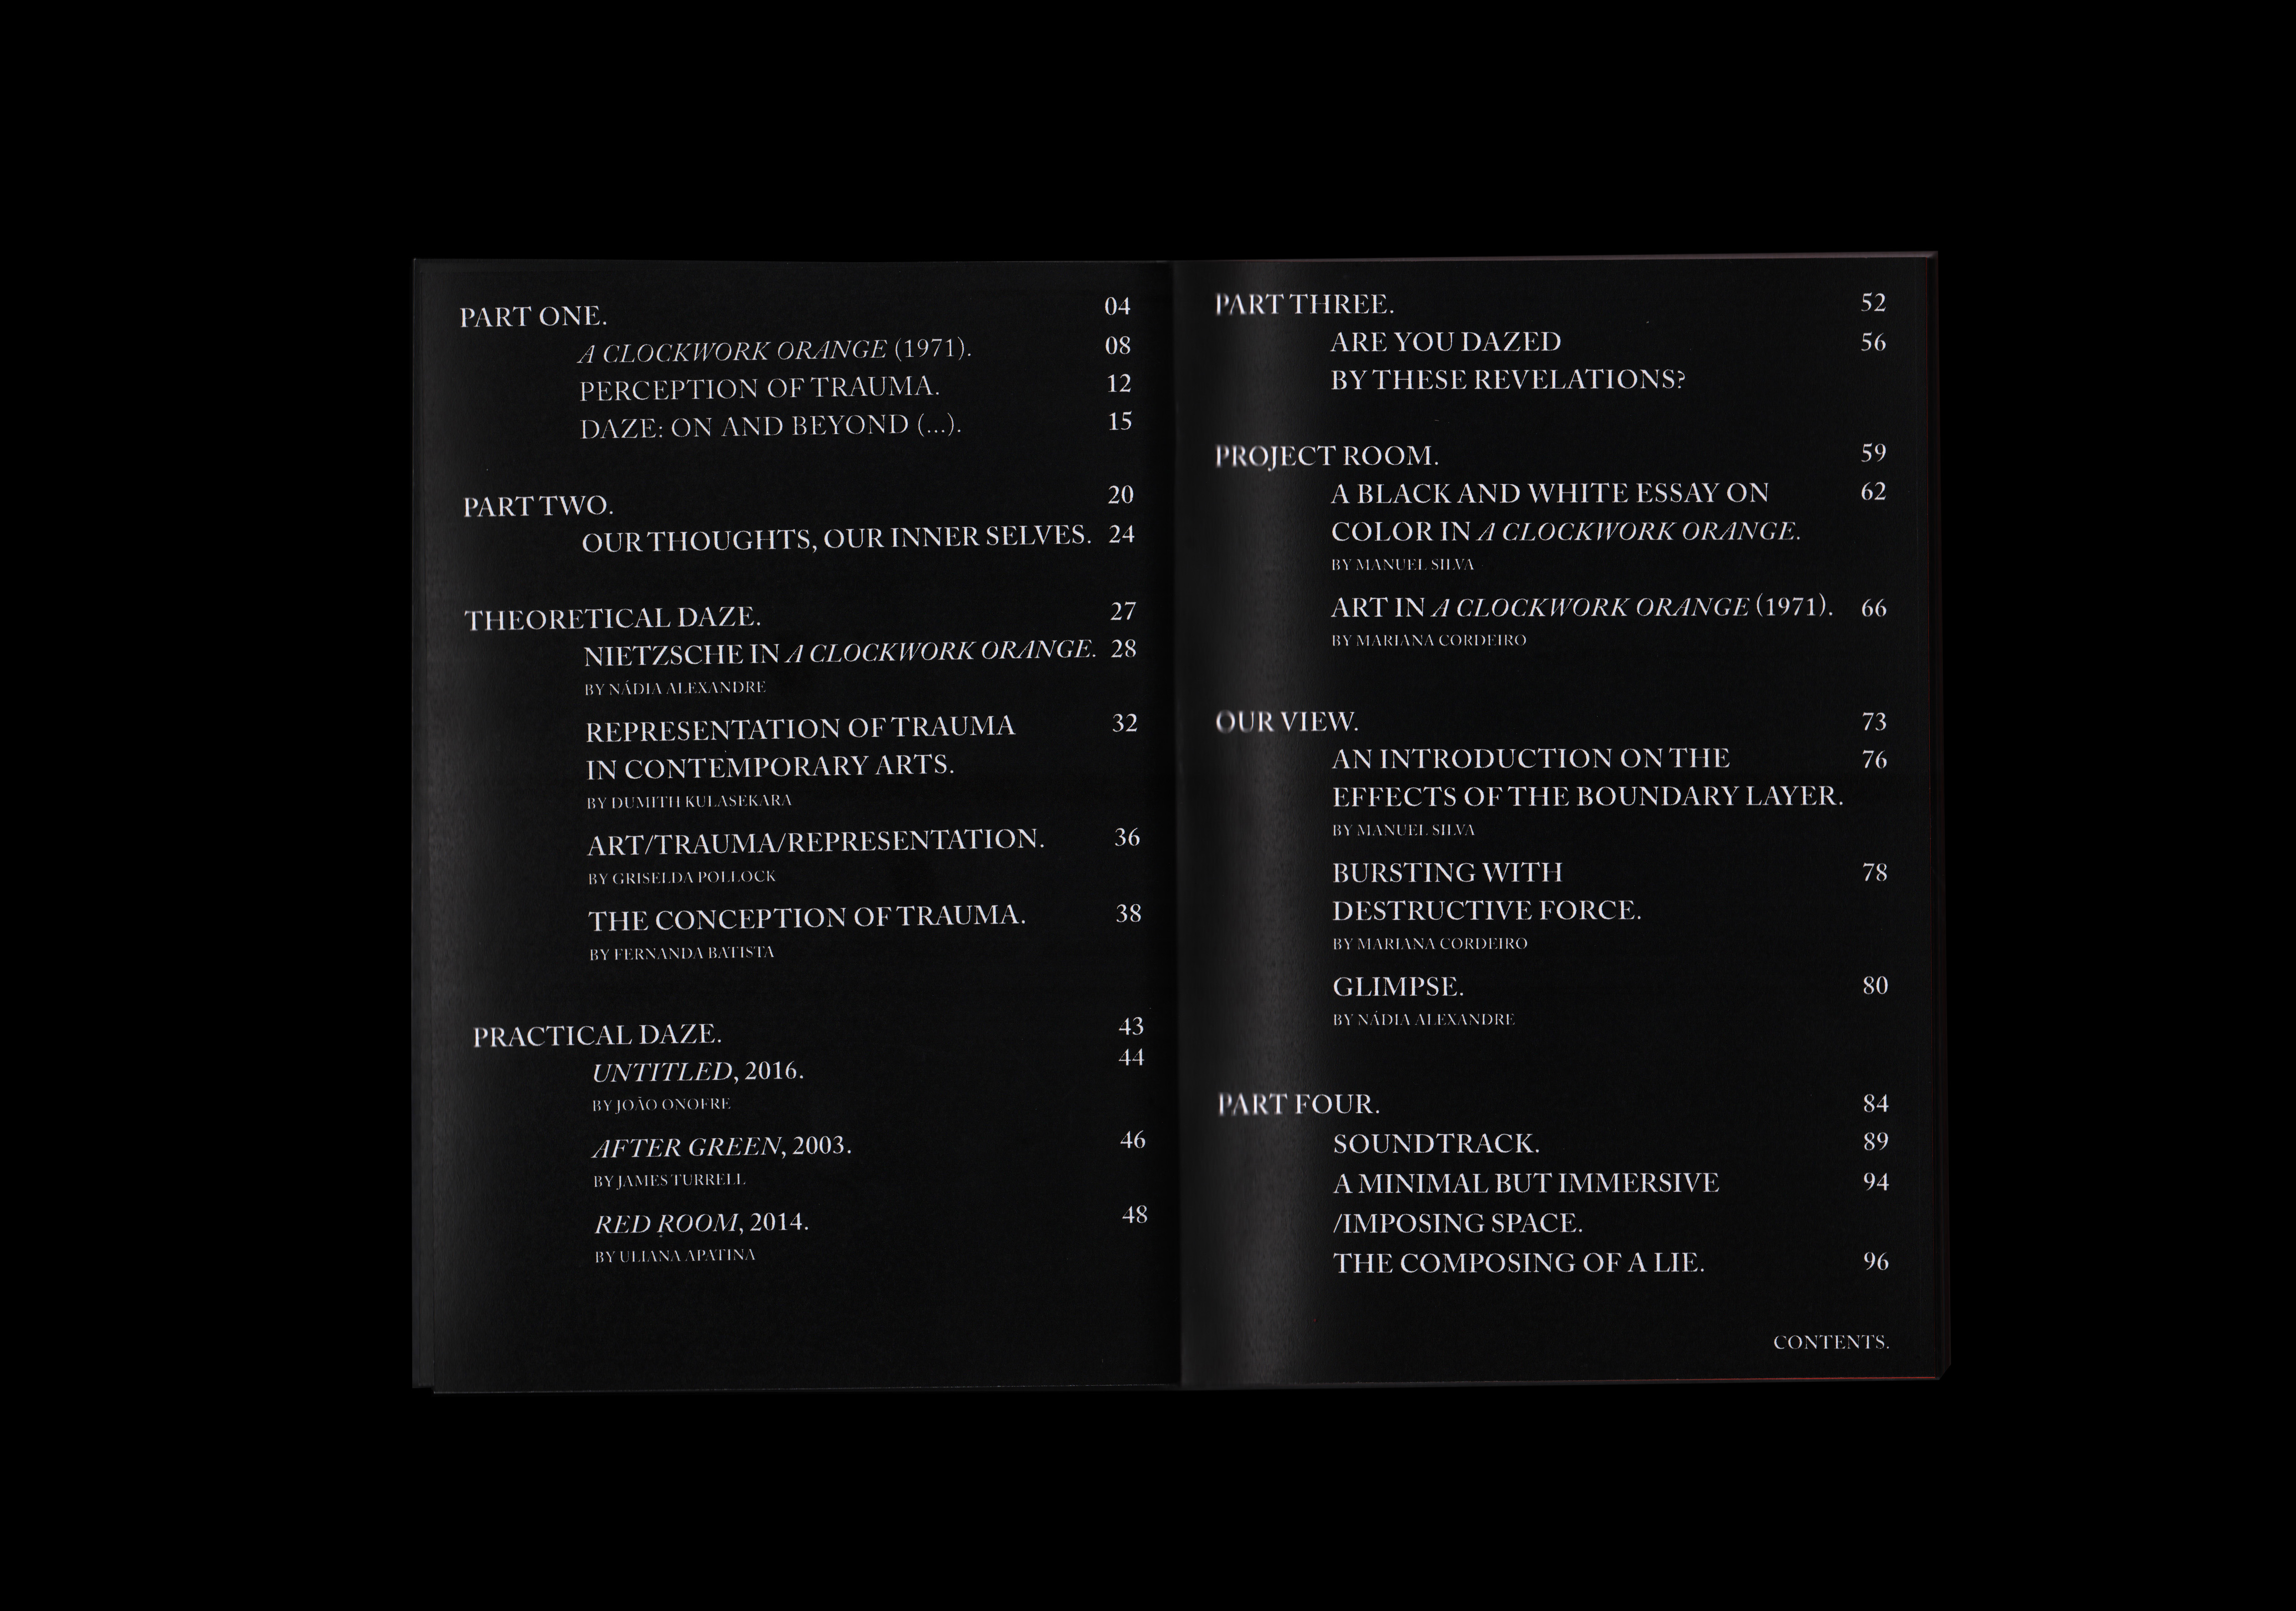 PART ONE. 04
A CLOCKWORK ORANGE (1971). 08
PERCEPTION OF TRAUMA. 12
DAZE: ON AND BEYOND (...). 15
PART TWO. 20
OUR THOUGHTS, OUR INNER SELVES. 24
THEORETICAL DAZE. 27
NIETZSCHE IN A CLOCKWORK ORANGE. 28
BY NÁDIA ALEXANDRE
REPRESENTATION OF TRAUMA 32
IN CONTEMPORARY ARTS.
BY DUMITH KULASEKARA
ART/TRAUMA/REPRESENTATION. 36
BY GRISELDA POLLOCK
THE CONCEPTION OF TRAUMA. 38
BY FERNANDA BATISTA
PRACTICAL DAZE. 43
UNTITLED, 2016. 44
BY JOÃO ONOFRE
AFTER GREEN, 2003. 46
BY JAMES TURRELL
RED ROOM, 2014. 48
BY ULIANA APATINA
PART THREE. 52
ARE YOU DAZED 56
BY THESE REVELATIONS?
PROJECT ROOM. 59
A BLACK AND WHITE ESSAY ON 62
COLOR IN A CLOCKWORK ORANGE.
BY MANUEL SILVA
ART IN A CLOCKWORK ORANGE (1971). 66
BY MARIANA CORDEIRO
OUR VIEW. 73
AN INTRODUCTION ON THE 76
EFFECTS OF THE BOUNDARY LAYER.
BY MANUEL SILVA
BURSTING WITH 78
DESTRUCTIVE FORCE.
BY MARIANA CORDEIRO
GLIMPSE. 80
BY NÁDIA ALEXANDRE
PART FOUR. 84
SOUNDTRACK. 89
A MINIMAL BUT IMMERSIVE 94
/IMPOSING SPACE.
THE COMPOSING OF A LIE. 96
CONTENTS.